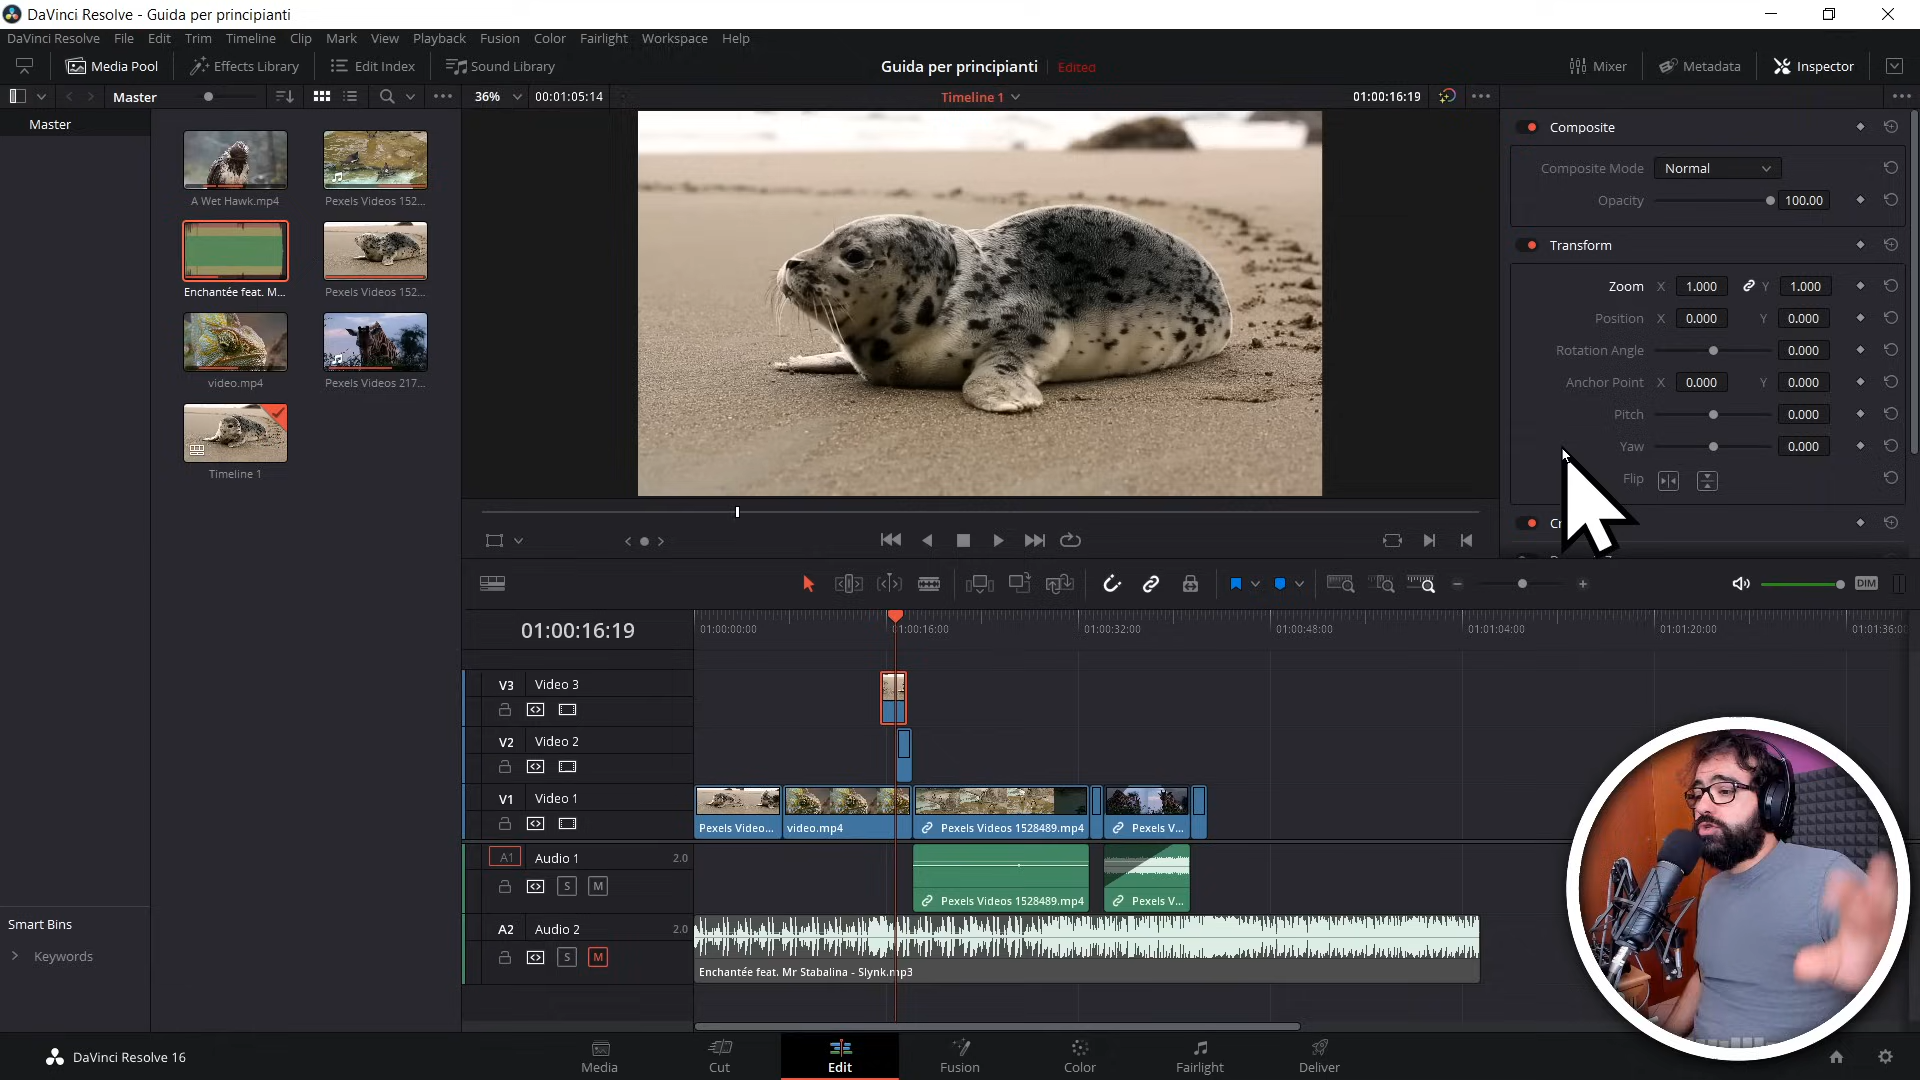 DaVinci Resolve - Guida per principianti
DaVinci Resolve File Edit Trim Timeline Clip Mark View Playback Fusion Color Fairlight Workspace Help
Media Pool Effects Library Edit Index Sound Library Guida per principianti Edited Mixer Metadata Inspector
Master 36% 00:01:05:14 Timeline 1 01:00:16:19
Master
A Wet Hawk.mp4 Pexels Videos 152...
Enchantée feat. M... Pexels Videos 152...
video.mp4 Pexels Videos 217...
Timeline 1
Smart Bins
Keywords
Composite
Composite Mode Normal
Opacity 100.00
Transform
Zoom X 1.000 Y 1.000
Position X 0.000 Y 0.000
Rotation Angle 0.000
Anchor Point X 0.000 Y 0.000
Pitch 0.000
Yaw 0.000
Flip
DIM
01:00:16:19 01:00:00:00 01:00:16:00 01:00:32:00 01:00:48:00 01:01:04:00 01:01:20:00 01:01:36:00
V3 Video 3
V2 Video 2
V1 Video 1
Pexels Video... video.mp4 Pexels Videos 1528489.mp4 Pexels V...
A1 Audio 1 2.0
S M
Pexels Videos 1528489.mp4 Pexels V...
A2 Audio 2 2.0
S M
Enchantée feat. Mr Stabalina - Slynk.mp3
DaVinci Resolve 16
Media Cut Edit Fusion Color Fairlight Deliver